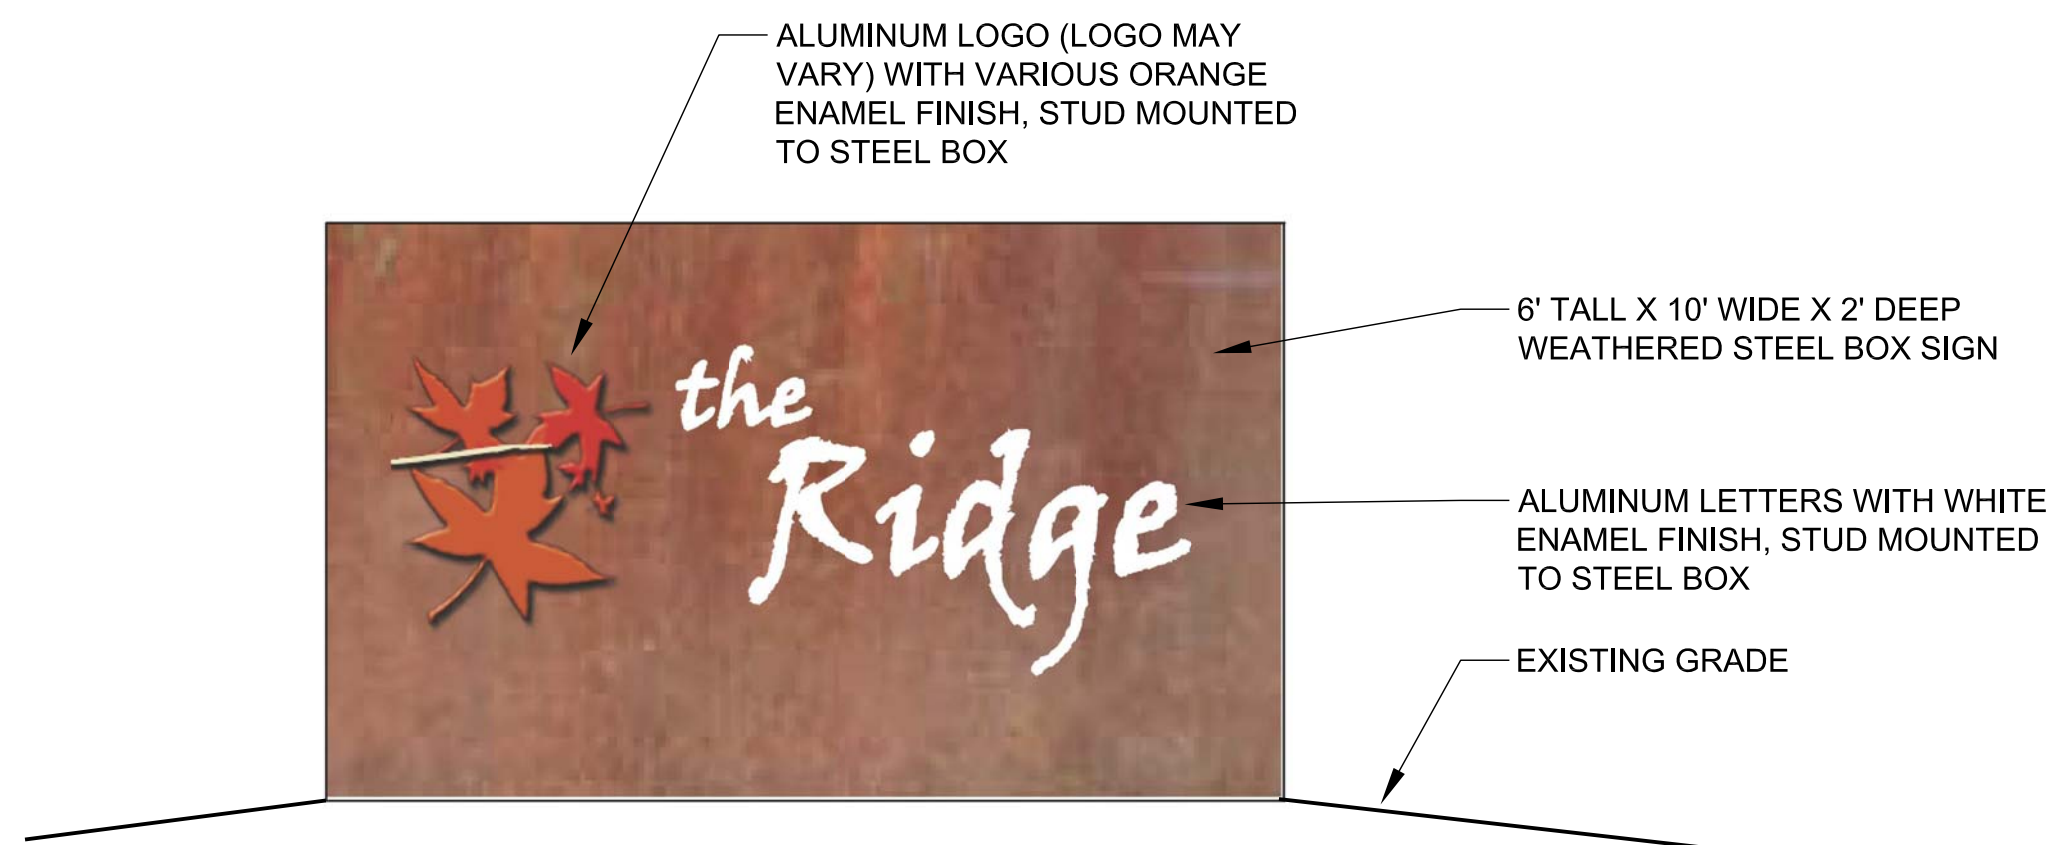 ALUMINUM LOGO (LOGO MAY
VARY) WITH VARIOUS ORANGE
ENAMEL FINISH, STUD MOUNTED
TO STEEL BOX
6' TALL X 10' WIDE X 2' DEEP
WEATHERED STEEL BOX SIGN
the
Ridge
ALUMINUM LETTERS WITH WHITE
ENAMEL FINISH, STUD MOUNTED
TO STEEL BOX
EXISTING GRADE